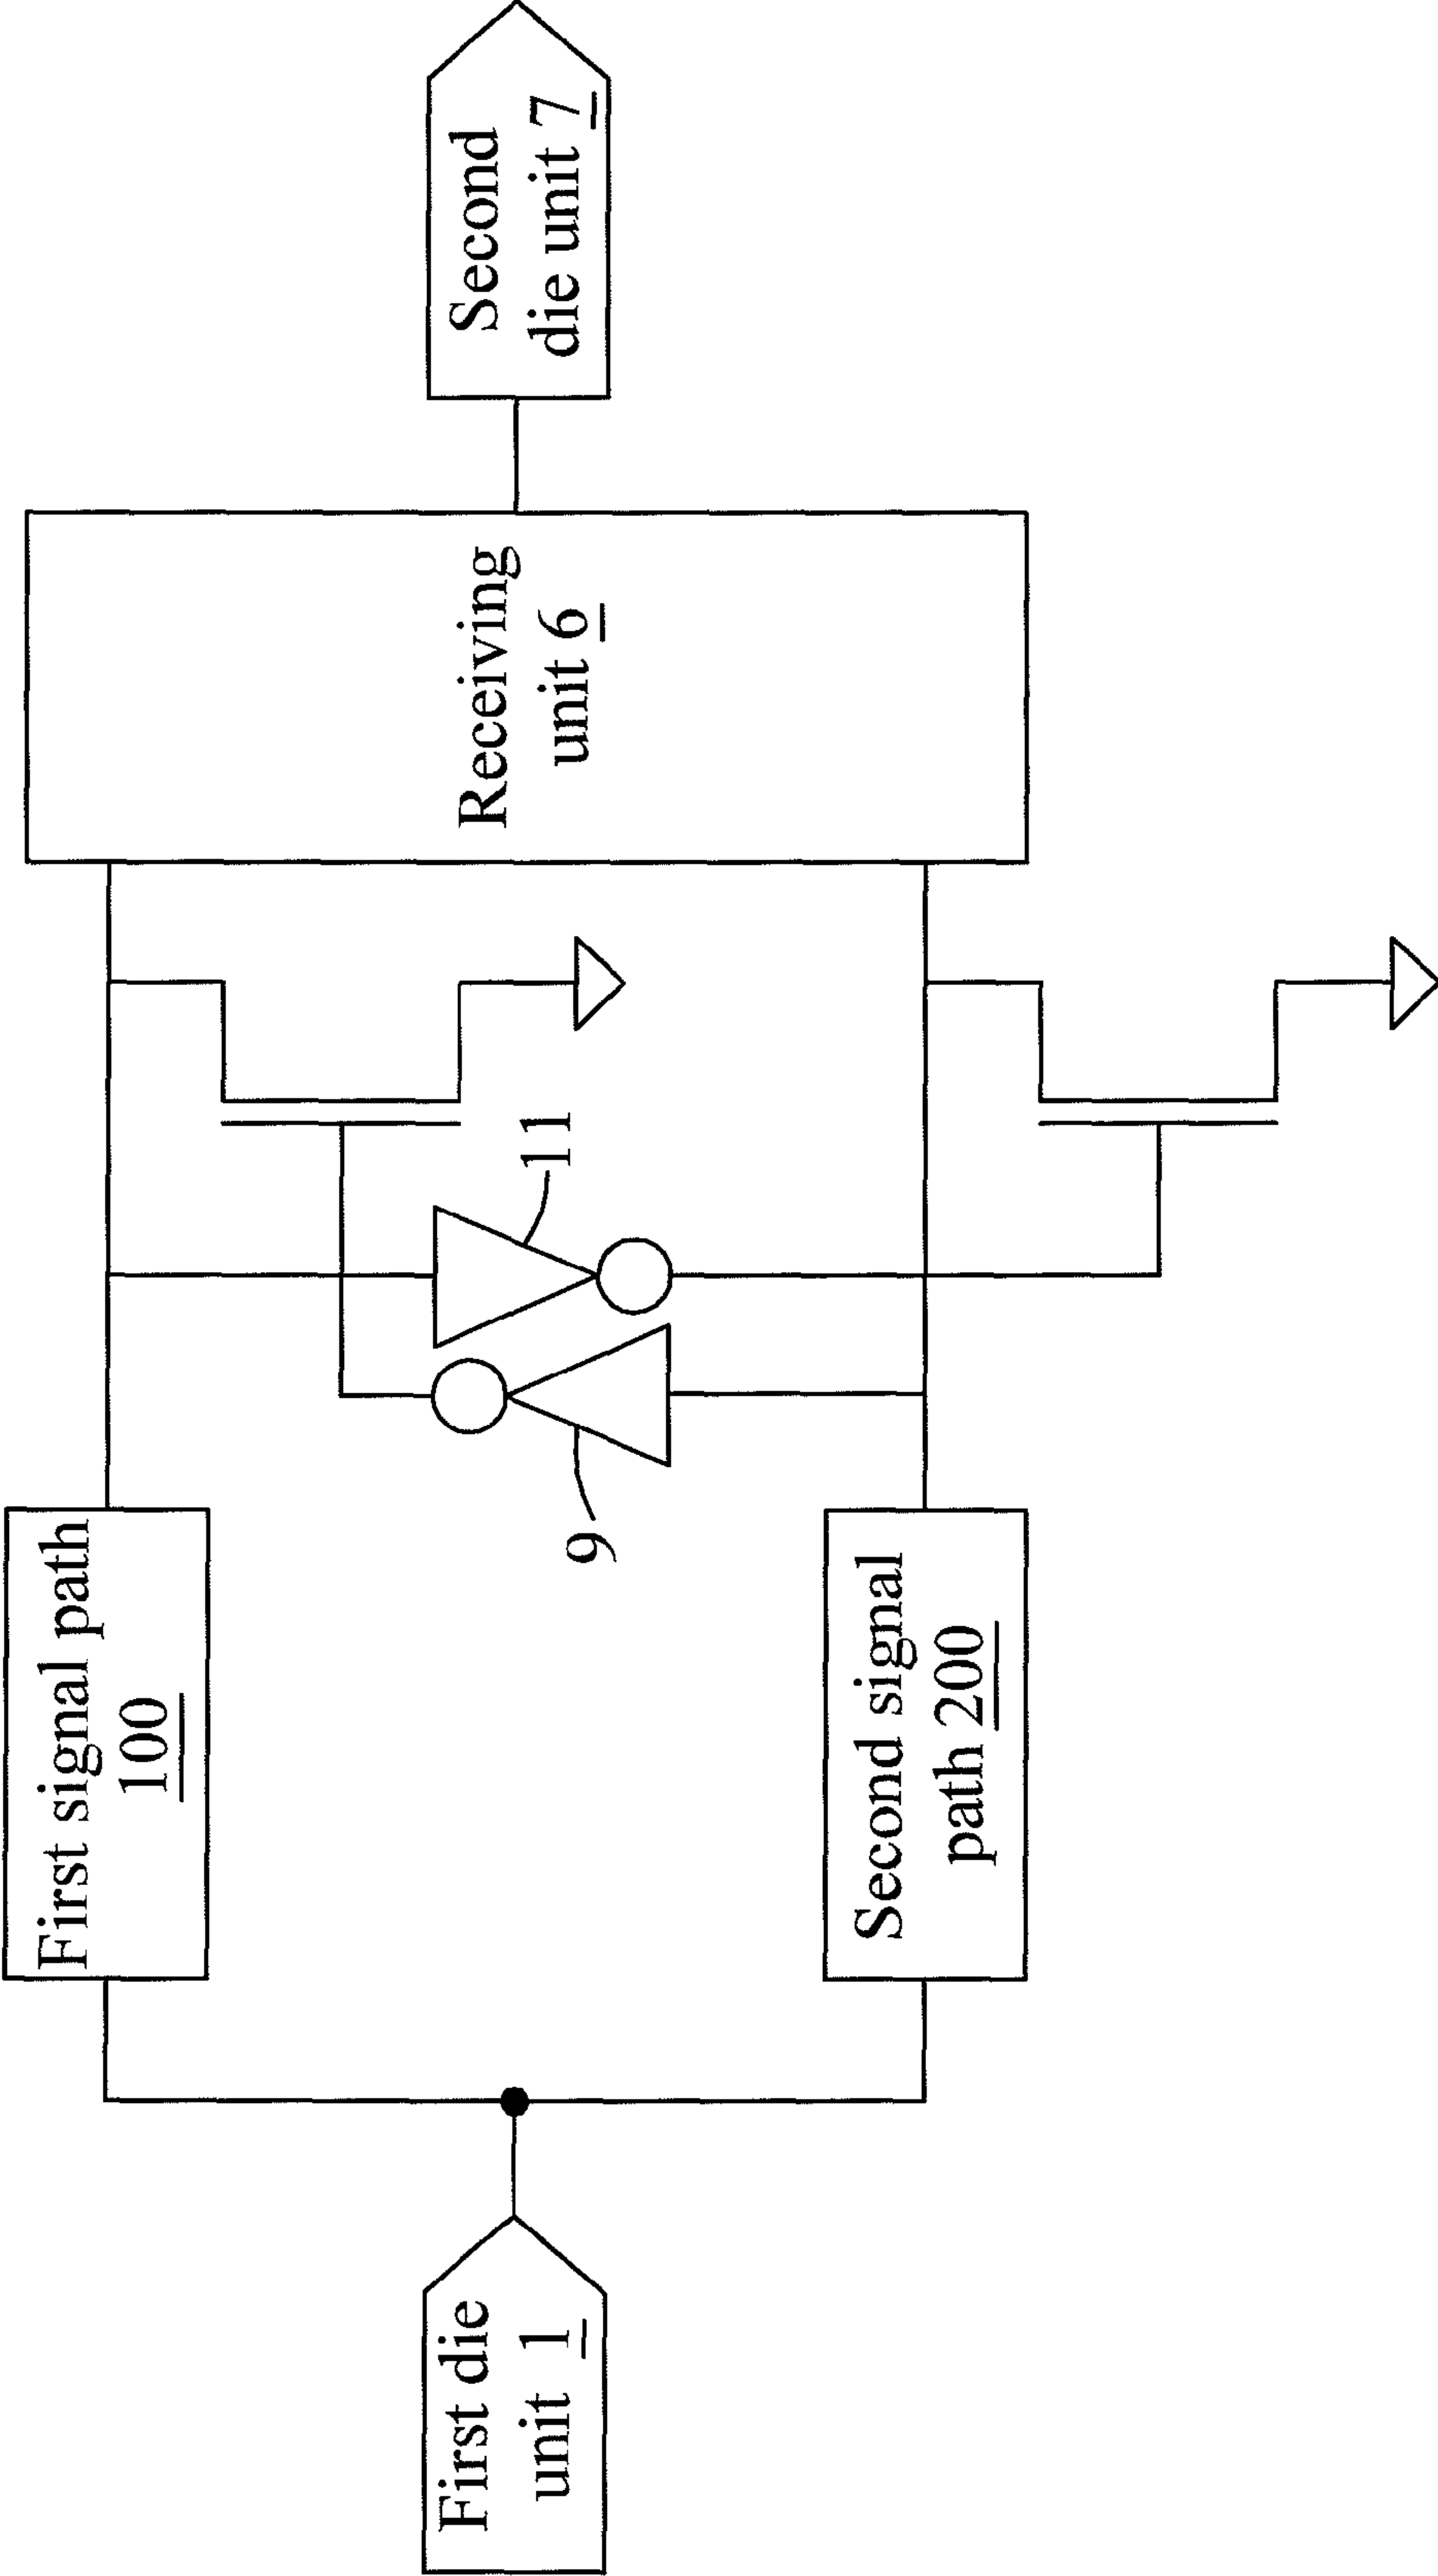 First die
unit 1
First signal path
100
Second signal
path 200
9
11
Receiving
unit 6
Second
die unit 7